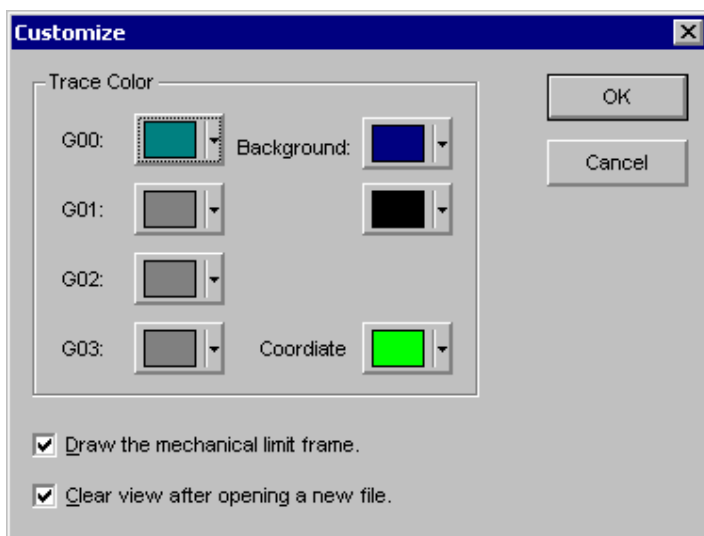 Customize
Trace Color
G00:
Background:
G01:
G02:
G03:
Coordiate
OK
Cancel
Draw the mechanical limit frame.
Clear view after opening a new file.